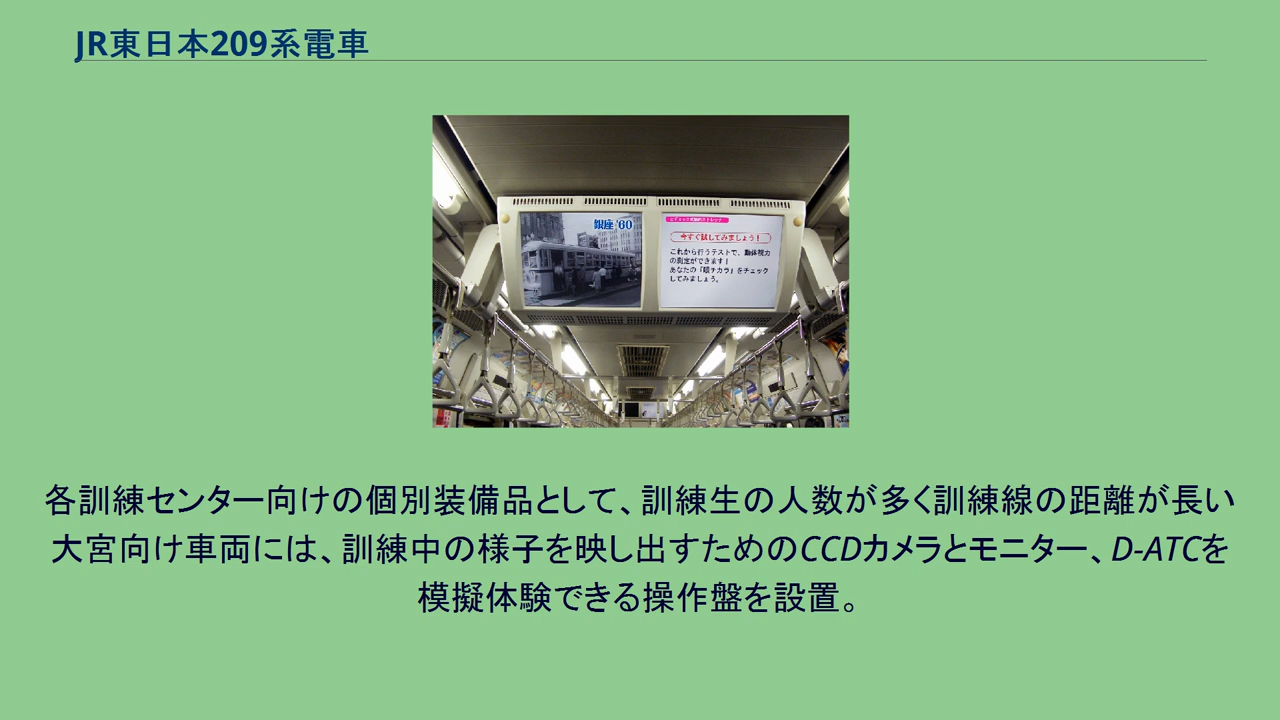 JR東日本209系電車
銀座 '60
今すぐ試してみましょう！
これから行うテストで、動体視力
の測定ができます！
あなたの「眼チカラ」をチェック
してみましょう。
各訓練センター向けの個別装備品として、訓練生の人数が多く訓練線の距離が長い
大宮向け車両には、訓練中の様子を映し出すためのCCDカメラとモニター、D-ATCを
模擬体験できる操作盤を設置。